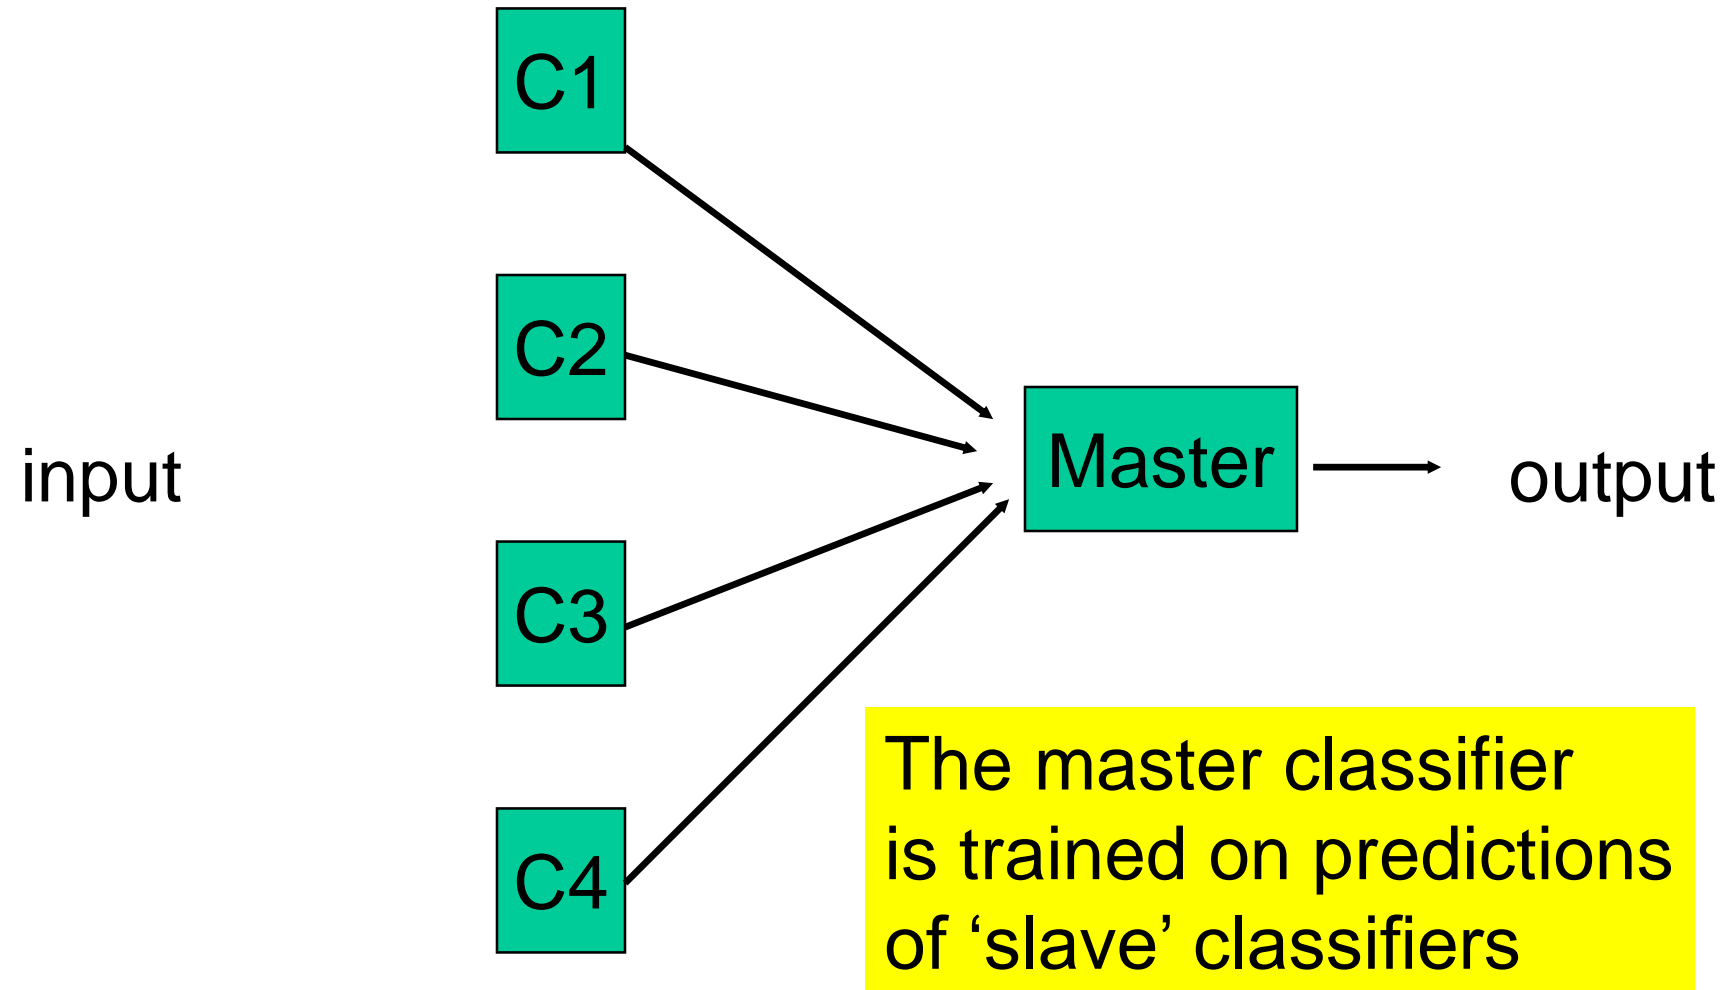 C1
C2
input
Master
output
C3
C4
The master classifier
is trained on predictions
of ‘slave’ classifiers